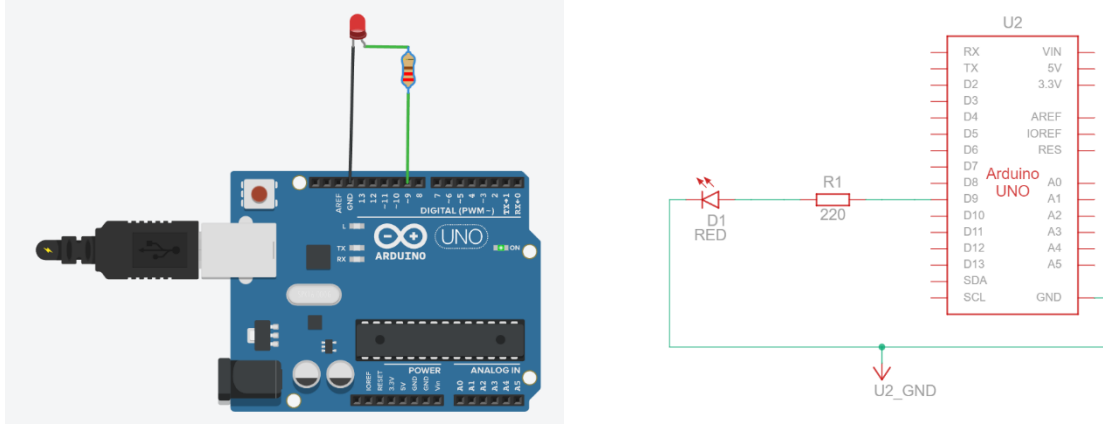 AREF
GND
13
12
~11
~10
~9
8
7
~6
~5
4
~3
2
TX→1
RX←0
DIGITAL (PWM~)
L
TX
RX
ARDUINO
UNO
ON
POWER
ANALOG IN
IOREF
RESET
3.3V
5V
GND
GND
Vin
A0
A1
A2
A3
A4
A5
U2
RX VIN
TX 5V
D2 3.3V
D3
D4 AREF
D5 IOREF
D6 RES
D7
D8 A0
D9 A1
D10 A2
D11 A3
D12 A4
D13 A5
SDA
SCL GND
Arduino
UNO
R1
220
D1
RED
U2_GND